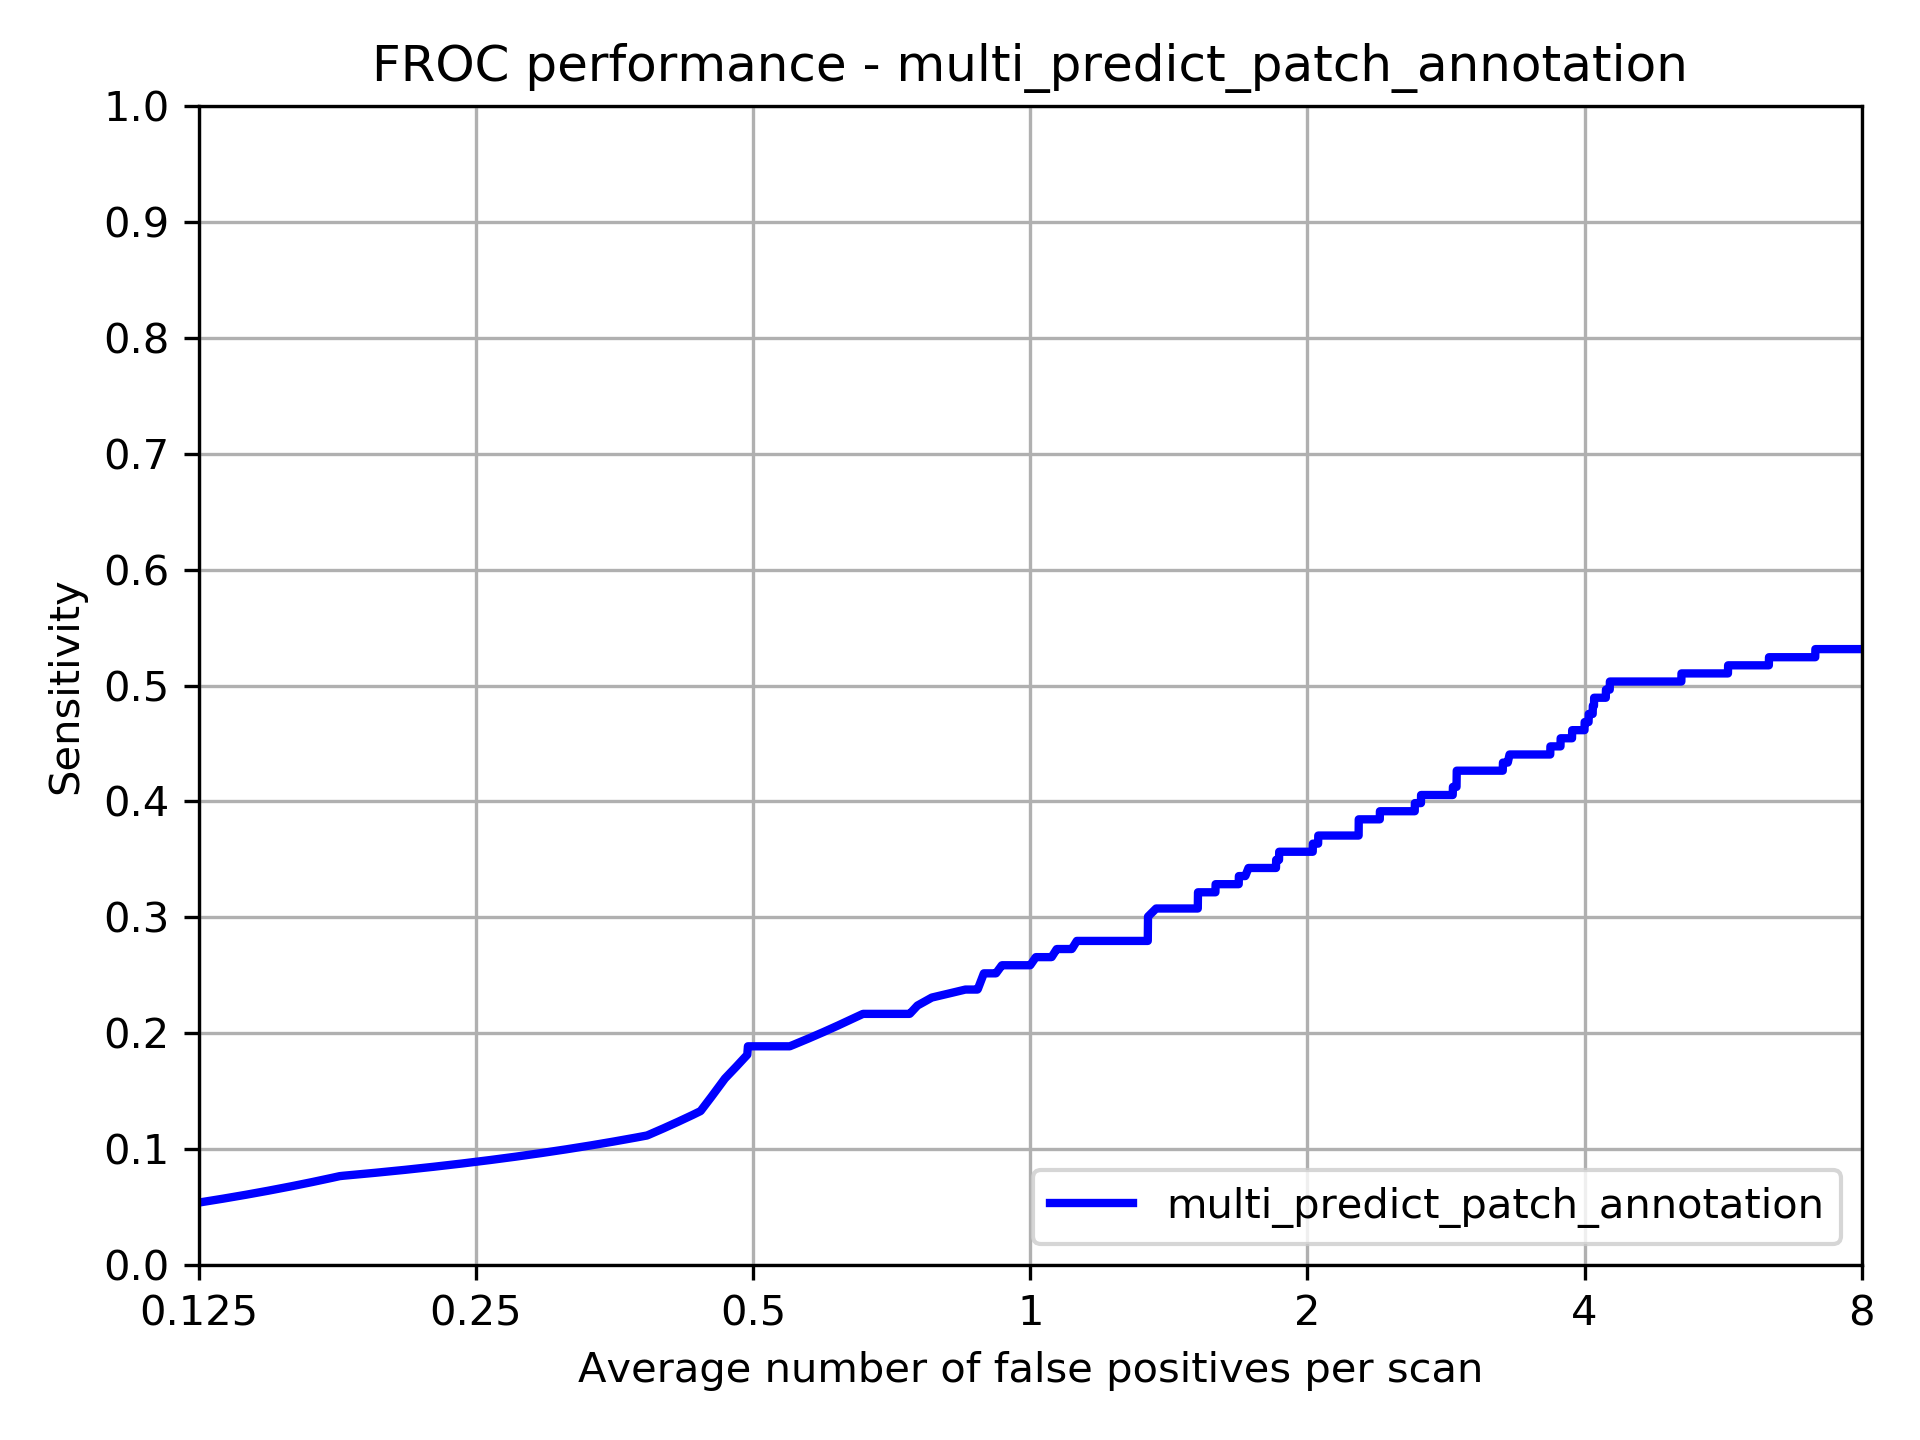 FROC performance - multi_predict_patch_annotation
1.0
0.9
0.8
0.7
0.6
0.5
0.4
0.3
0.2
0.1
0.0
Sensitivity
multi_predict_patch_annotation
0.125 0.25 0.5 1 2 4 8
Average number of false positives per scan